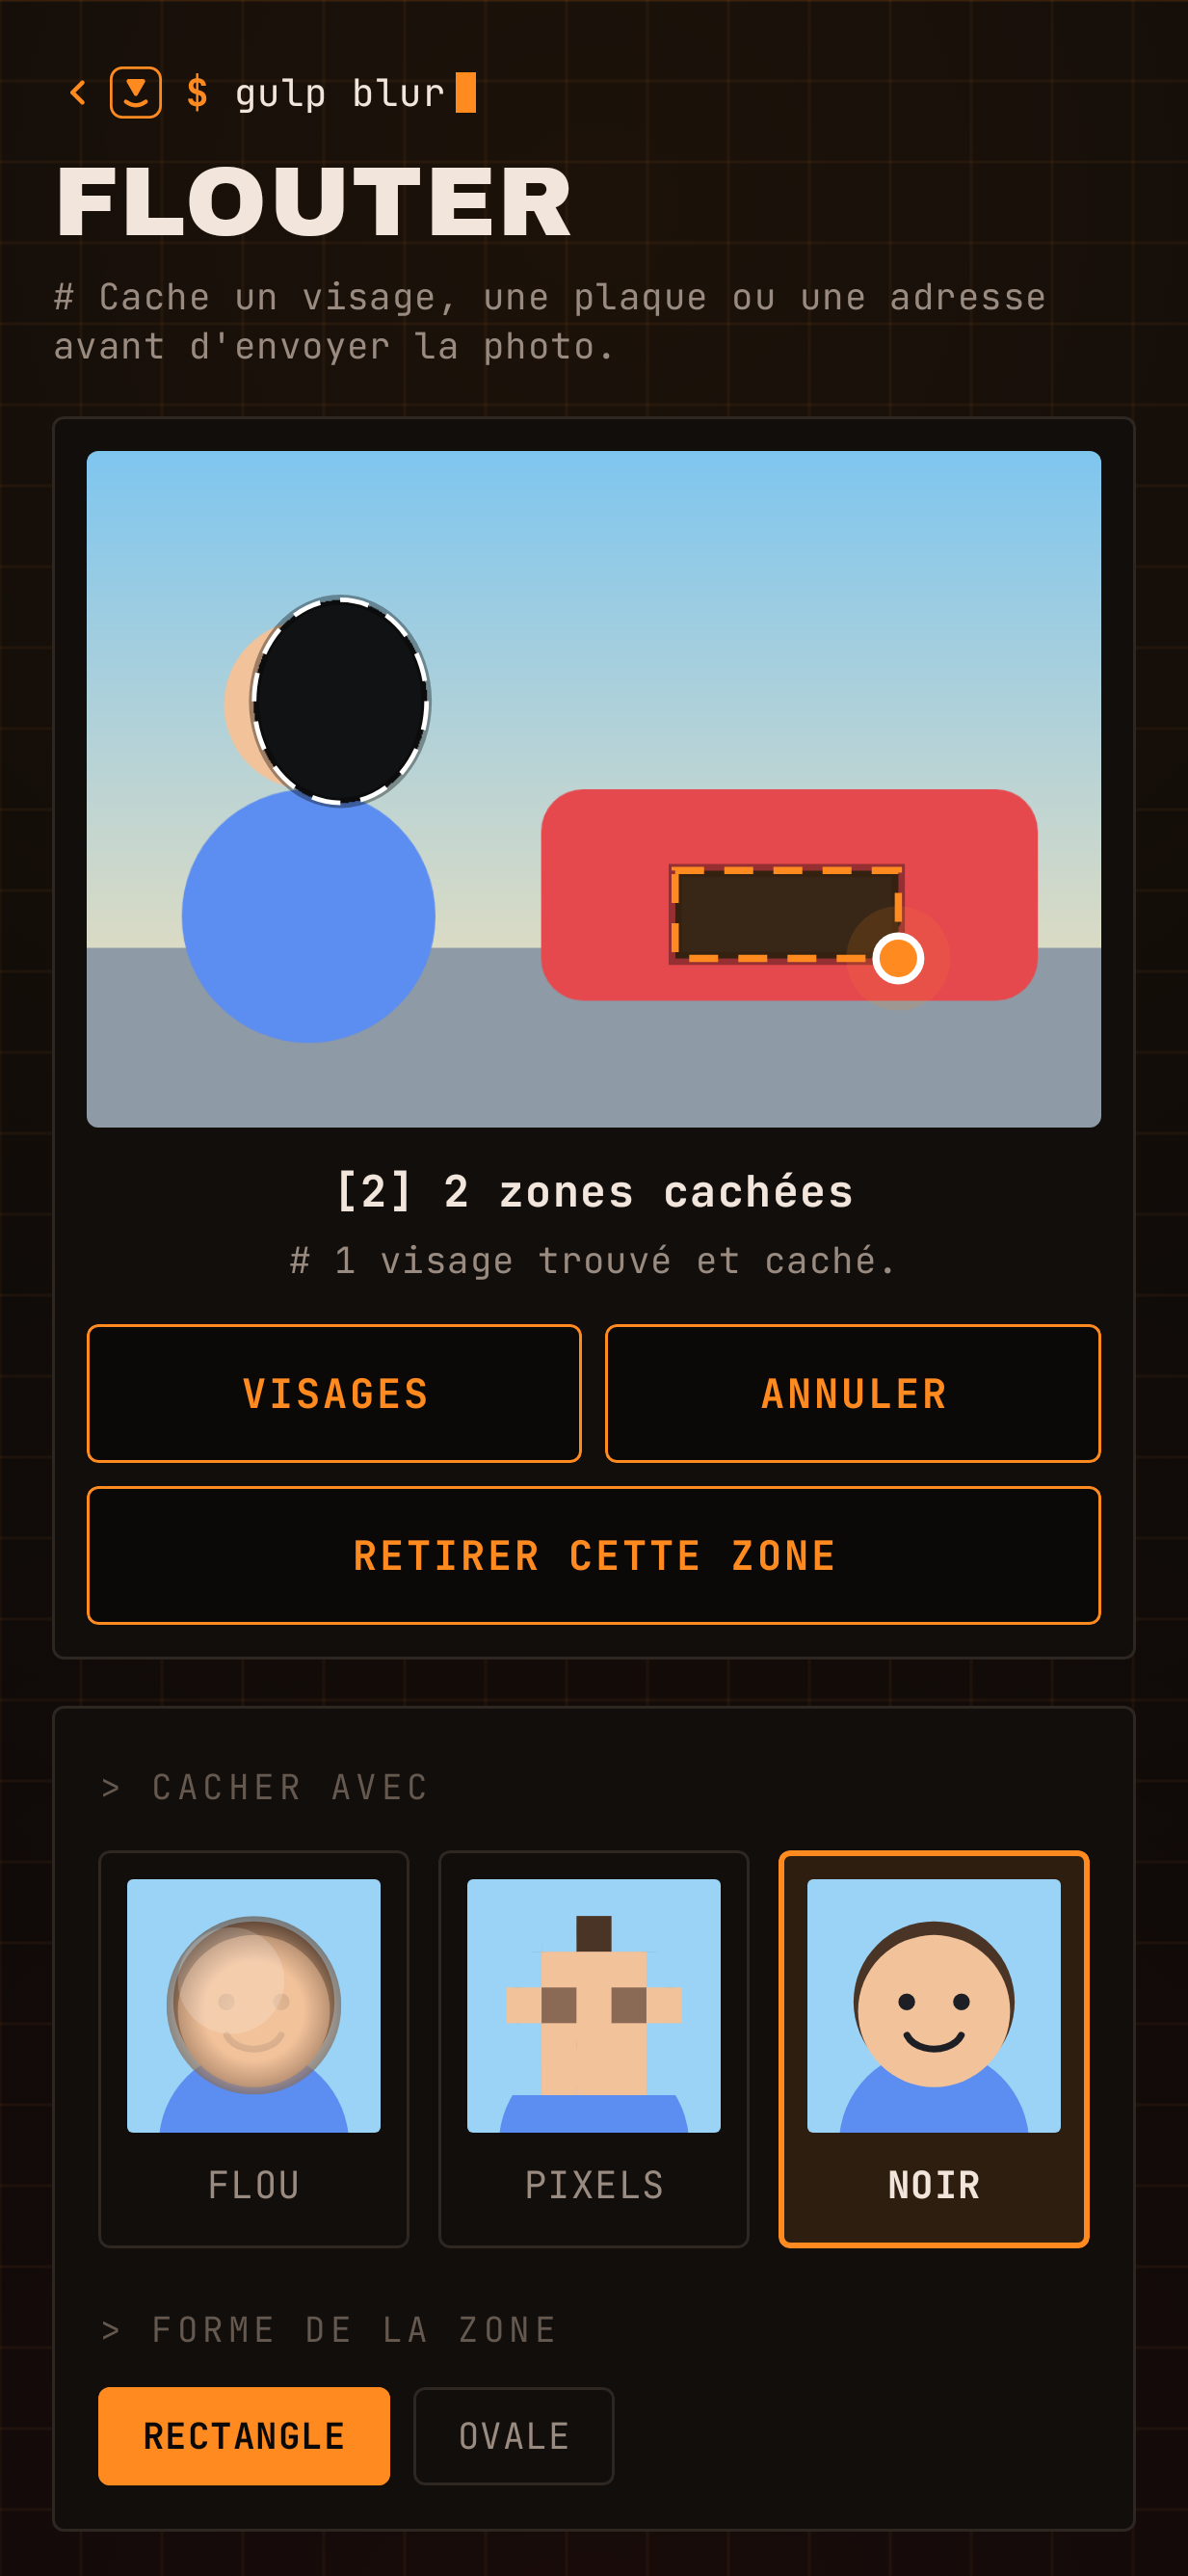 $ gulp blur
FLOUTER
# Cache un visage, une plaque ou une adresse
avant d'envoyer la photo.
[2] 2 zones cachées
# 1 visage trouvé et caché.
VISAGES
ANNULER
RETIRER CETTE ZONE
> CACHER AVEC
FLOU
PIXELS
NOIR
> FORME DE LA ZONE
RECTANGLE
OVALE